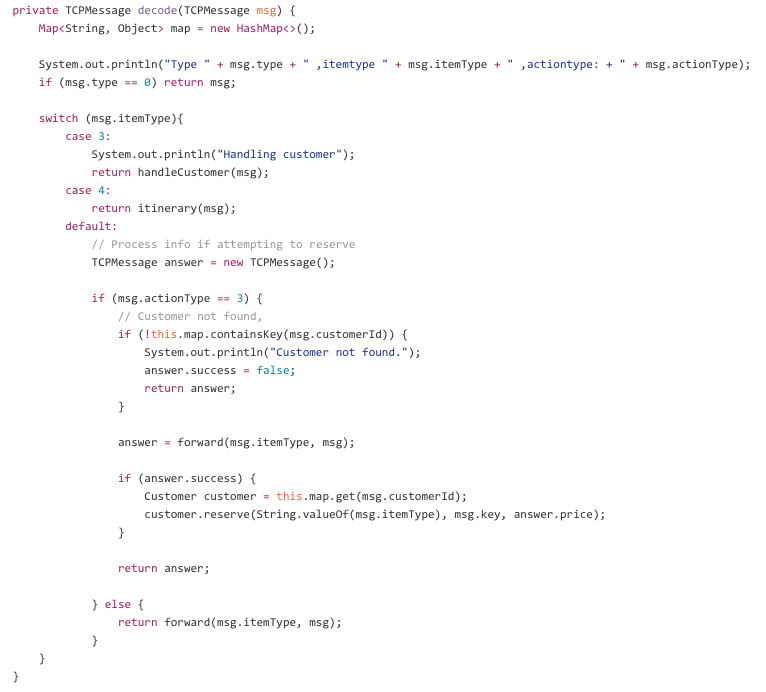 private TCPMessage decode(TCPMessage msg) {
    Map<String, Object> map = new HashMap<>();

    System.out.println("Type " + msg.type + " ,itemtype " + msg.itemType + " ,actiontype: + " + msg.actionType);
    if (msg.type == 0) return msg;

    switch (msg.itemType){
        case 3:
            System.out.println("Handling customer");
            return handleCustomer(msg);
        case 4:
            return itinerary(msg);
        default:
            // Process info if attempting to reserve
            TCPMessage answer = new TCPMessage();

            if (msg.actionType == 3) {
                // Customer not found,
                if (!this.map.containsKey(msg.customerId)) {
                    System.out.println("Customer not found.");
                    answer.success = false;
                    return answer;
                }

                answer = forward(msg.itemType, msg);

                if (answer.success) {
                    Customer customer = this.map.get(msg.customerId);
                    customer.reserve(String.valueOf(msg.itemType), msg.key, answer.price);
                }

                return answer;

            } else {
                return forward(msg.itemType, msg);
            }
    }
}